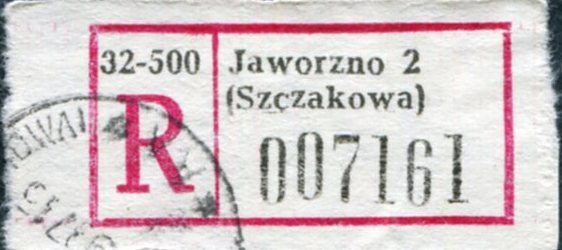 32-500
R
Jaworzno 2
(Szczakowa)
007161